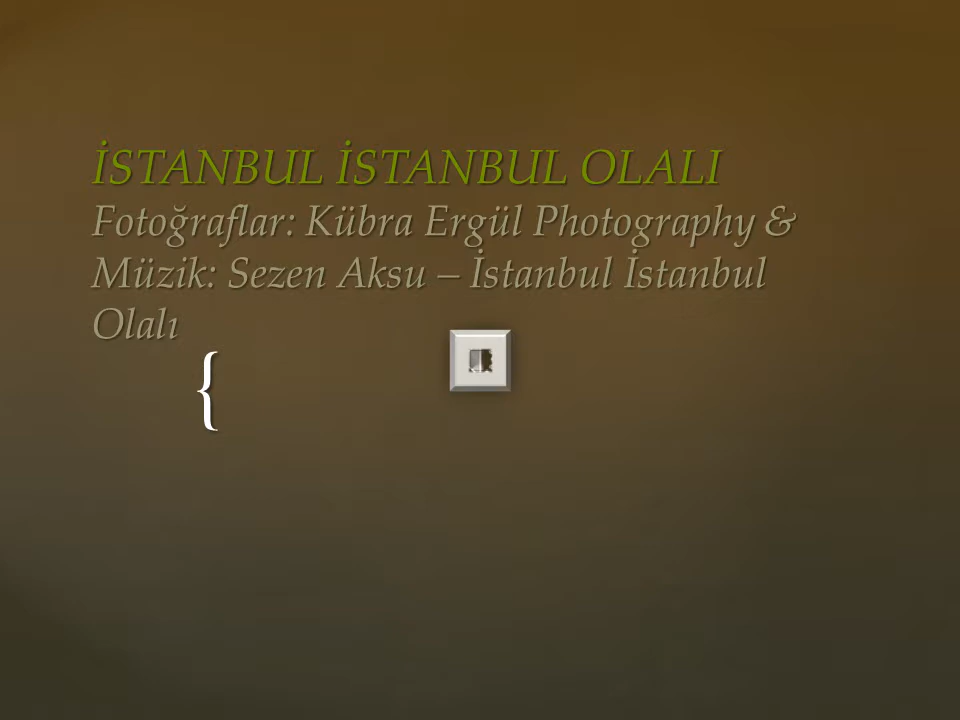 İSTANBUL İSTANBUL OLALI
Fotoğraflar: Kübra Ergül Photography &
Müzik: Sezen Aksu – İstanbul İstanbul
Olalı
{